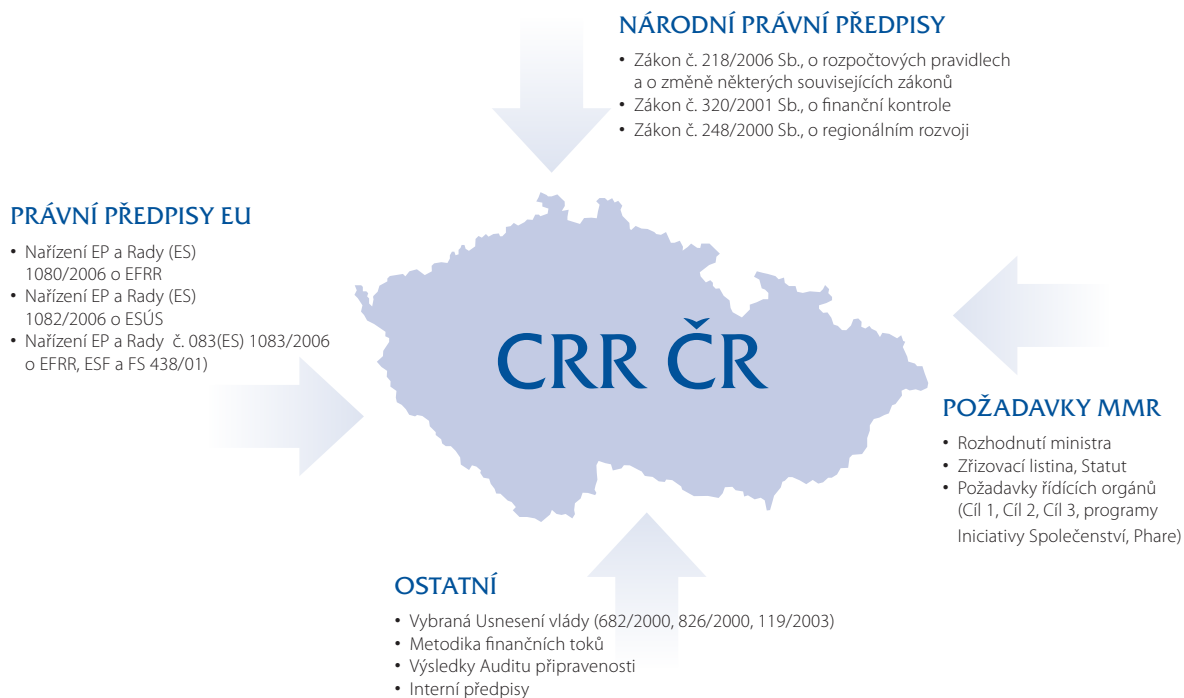 NÁRODNÍ PRÁVNÍ PŘEDPISY
• Zákon č. 218/2006 Sb., o rozpočtových pravidlech
a o změně některých souvisejících zákonů
• Zákon č. 320/2001 Sb., o finanční kontrole
• Zákon č. 248/2000 Sb., o regionálním rozvoji
PRÁVNÍ PŘEDPISY EU
• Nařízení EP a Rady (ES)
1080/2006 o EFRR
• Nařízení EP a Rady (ES)
1082/2006 o ESÚS
• Nařízení EP a Rady č. 083(ES) 1083/2006
o EFRR, ESF a FS 438/01)
CRR ČR
POŽADAVKY MMR
• Rozhodnutí ministra
• Zřizovací listina, Statut
• Požadavky řídících orgánů
(Cíl 1, Cíl 2, Cíl 3, programy
Iniciativy Společenství, Phare)
OSTATNÍ
• Vybraná Usnesení vlády (682/2000, 826/2000, 119/2003)
• Metodika finančních toků
• Výsledky Auditu připravenosti
• Interní předpisy